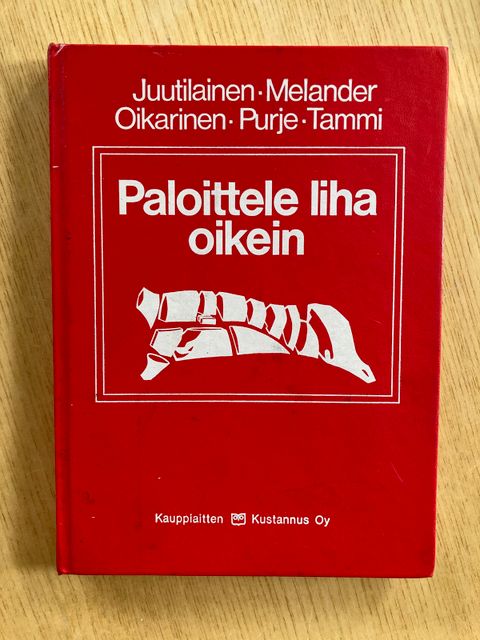 Juutilainen · Melander
Oikarinen · Purje · Tammi
Paloittele liha
oikein
Kauppiaitten Kustannus Oy